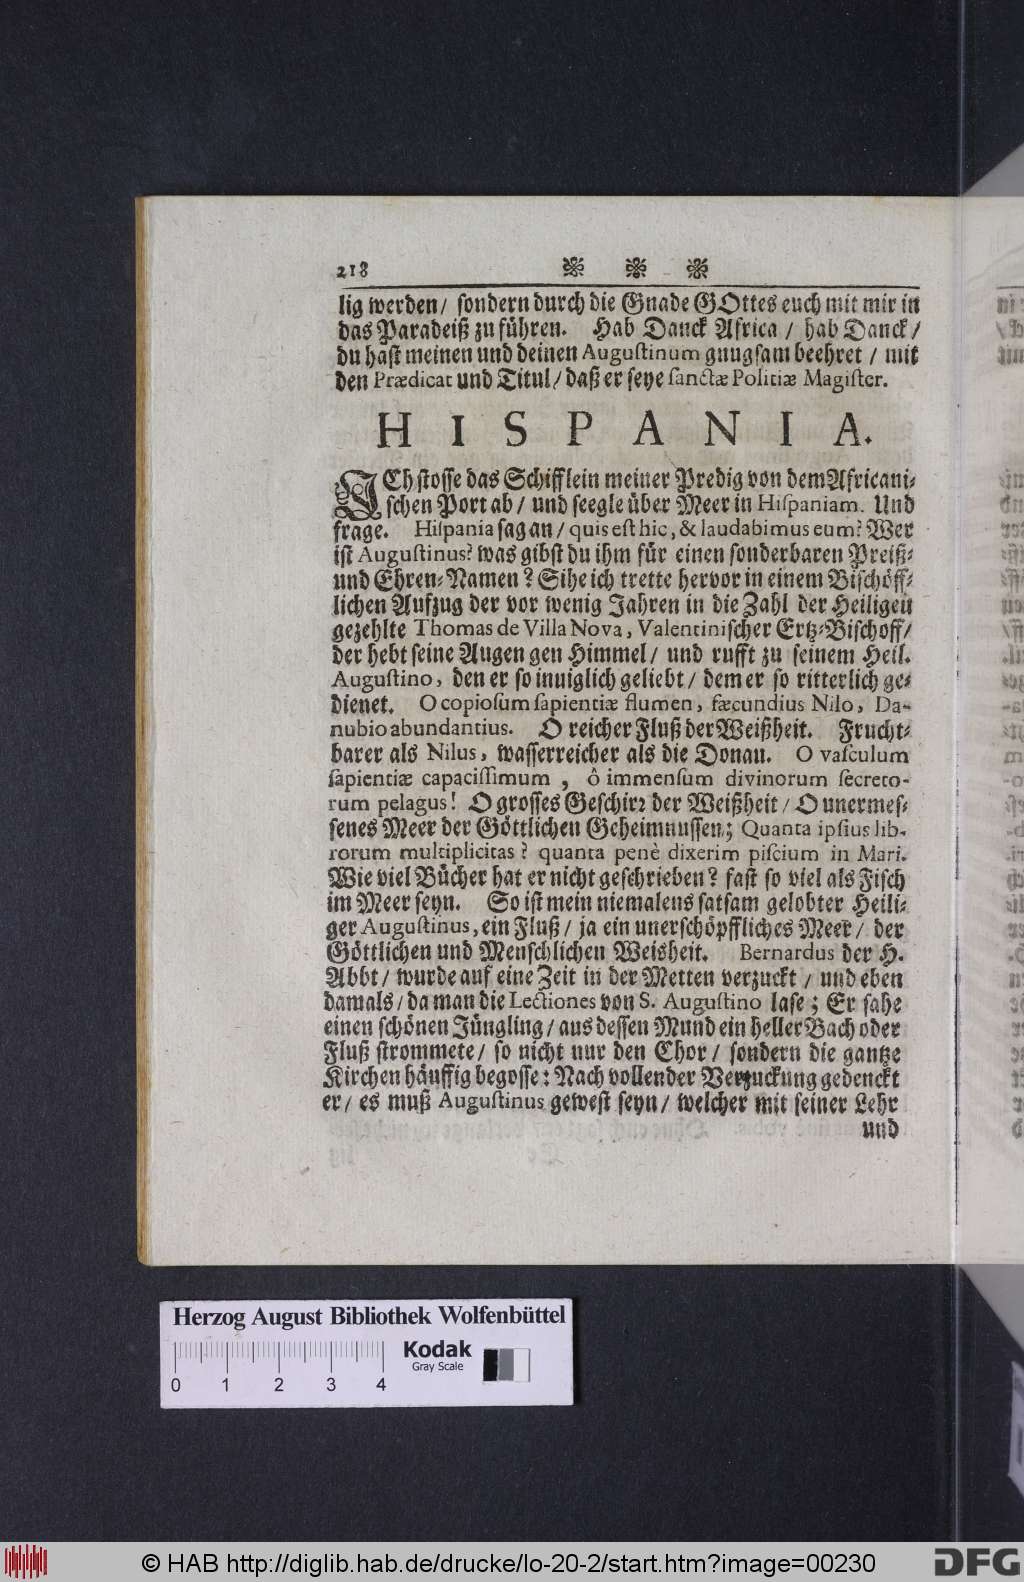 218
lig werden / sondern durch die Gnade GOttes euch mit mir in
das Paradeiß zu führen. Hab Danck Africa / hab Danck /
du hast meinen und deinen Augustinum gnugsam beehret / mit
den Prædicat und Titul / daß er seye sanctæ Politiæ Magister.
HISPANIA.
ICh stosse das Schifflein meiner Predig von dem Africani-
schen Port ab / und seegle über Meer in Hispaniam. Und
frage. Hispania sag an / quis est hic, & laudabimus eum? Wer
ist Augustinus? was gibst du ihm für einen sonderbaren Preiß-
und Ehren-Namen? Sihe ich trette hervor in einem Bischöff-
lichen Aufzug der vor wenig Jahren in die Zahl der Heiligen
gezehlte Thomas de Villa Nova, Valentinischer Ertz-Bischoff /
der hebt seine Augen gen Himmel / und rufft zu seinem Heil.
Augustino, den er so inniglich geliebt / dem er so ritterlich ge-
dienet. O copiosum sapientiæ flumen, fæcundius Nilo, Da-
nubio abundantius. O reicher Fluß der Weißheit. Frucht-
barer als Nilus, wasserreicher als die Donau. O vasculum
sapientiæ capacissimum, ô immensum divinorum secreto-
rum pelagus! O grosses Geschirr der Weißheit / O unermes-
senes Meer der Göttlichen Geheimnussen; Quanta ipsius lib-
rorum multiplicitas? quanta penè dixerim piscium in Mari.
Wie viel Bücher hat er nicht geschrieben? fast so viel als Fisch
im Meer seyn. So ist mein niemalens satsam gelobter Heili-
ger Augustinus, ein Fluß / ja ein unerschöpffliches Meer / der
Göttlichen und Menschlichen Weisheit. Bernardus der H.
Abbt / wurde auf eine Zeit in der Metten verzuckt / und eben
damals / da man die Lectiones von S. Augustino lase; Er sahe
einen schönen Jüngling / aus dessen Mund ein heller Bach oder
Fluß strommete / so nicht nur den Chor / sondern die gantze
Kirchen häuffig begosse: Nach vollender Verzuckung gedenckt
er / es muß Augustinus gewest seyn / welcher mit seiner Lehr
und
Herzog August Bibliothek Wolfenbüttel
Kodak
Gray Scale
0 1 2 3 4
© HAB http://diglib.hab.de/drucke/lo-20-2/start.htm?image=00230
DFG